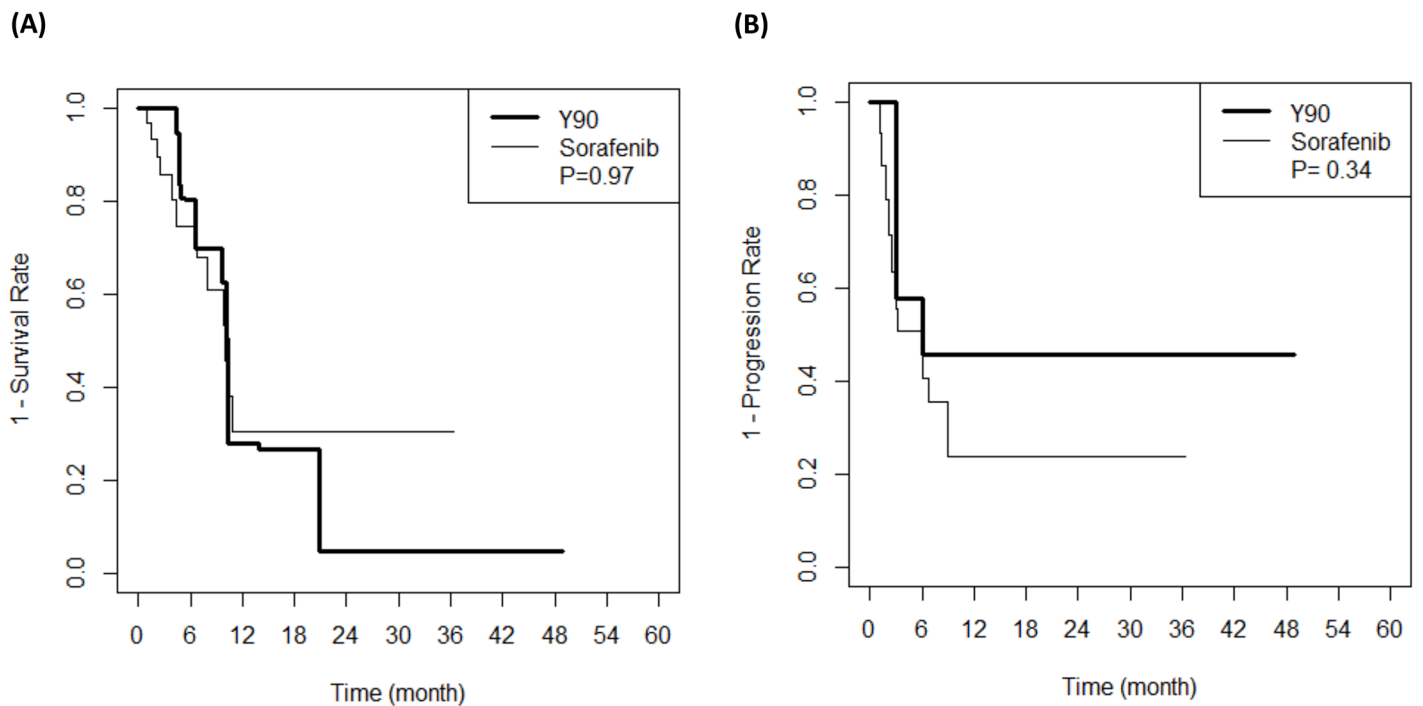 (A)
1 - Survival Rate
1.0
0.8
0.6
0.4
0.2
0.0
Y90
Sorafenib
P=0.97
0 6 12 18 24 30 36 42 48 54 60
Time (month)
(B)
1 - Progression Rate
1.0
0.8
0.6
0.4
0.2
0.0
Y90
Sorafenib
P= 0.34
0 6 12 18 24 30 36 42 48 54 60
Time (month)